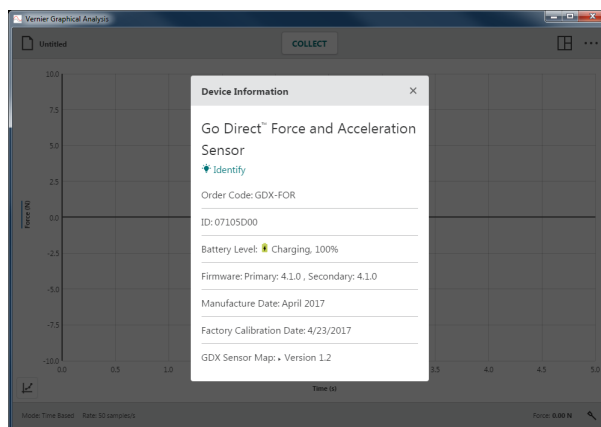 Vernier Graphical Analysis
Untitled
COLLECT
10.0
7.5
5.0
2.5
0.0
-2.5
-5.0
-7.5
-10.0
Force (N)
Device Information
Go Direct™ Force and Acceleration
Sensor
Identify
Order Code: GDX-FOR
ID: 07105D00
Battery Level: Charging, 100%
Firmware: Primary: 4.1.0 , Secondary: 4.1.0
Manufacture Date: April 2017
Factory Calibration Date: 4/23/2017
GDX Sensor Map: ▸ Version 1.2
0.0 0.5 1.0 3.5 4.0 4.5 5.0
Time (s)
Mode: Time Based Rate: 50 samples/s Force: 0.00 N